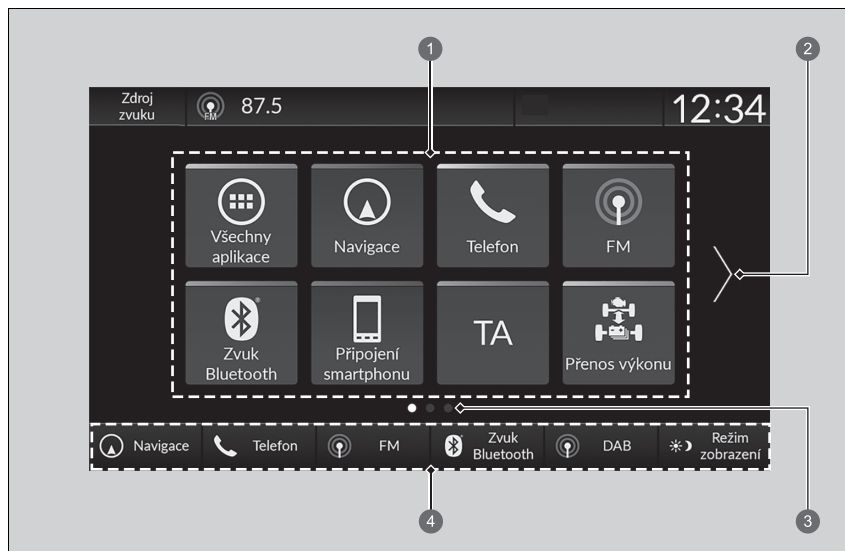 1
2
Zdroj
zvuku
FM
87.5
12:34
Všechny
aplikace
Navigace
Telefon
FM
Zvuk
Bluetooth
Připojení
smartphonu
TA
Přenos výkonu
Navigace
Telefon
FM
Zvuk
Bluetooth
DAB
Režim
zobrazení
4
3